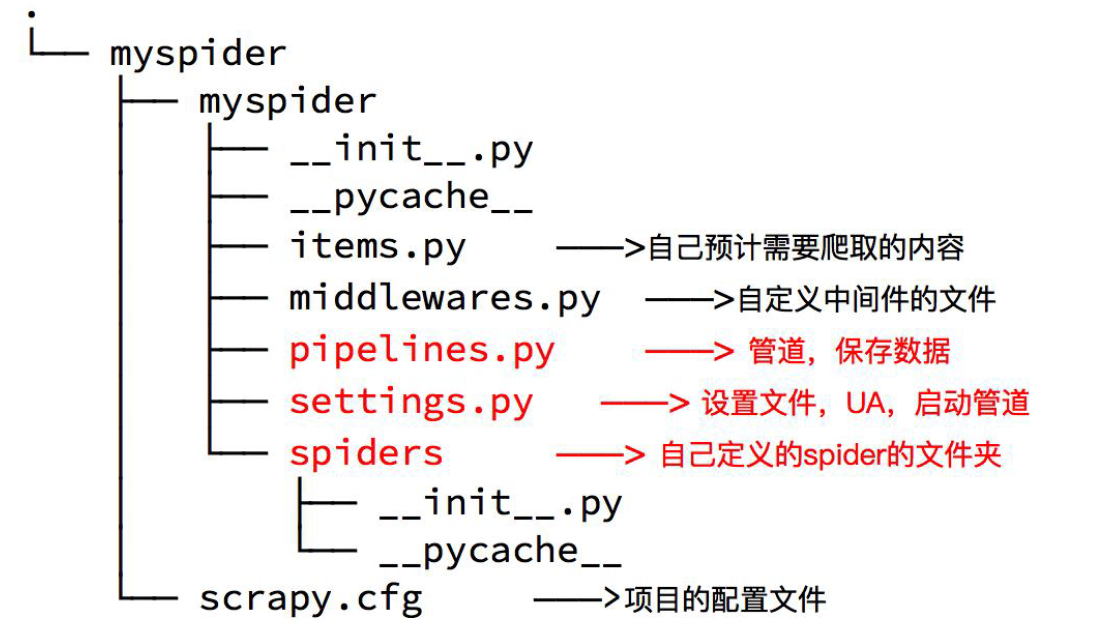 .
└── myspider
├── myspider
├── __init__.py
├── __pycache__
├── items.py ——>自己预计需要爬取的内容
├── middlewares.py ——>自定义中间件的文件
├── pipelines.py ——> 管道，保存数据
├── settings.py ——> 设置文件，UA，启动管道
└── spiders ——> 自己定义的spider的文件夹
├── __init__.py
└── __pycache__
└── scrapy.cfg ——>项目的配置文件